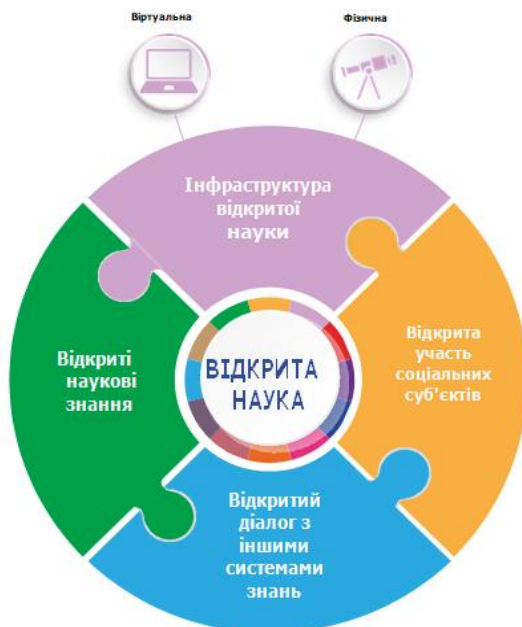 Віртуальна
Фізична
Інфраструктура
відкритої
науки
Відкриті
наукові
знання
ВІДКРИТА
НАУКА
Відкрита
участь
соціальних
суб'єктів
Відкритий
діалог з
іншими
системами
знань